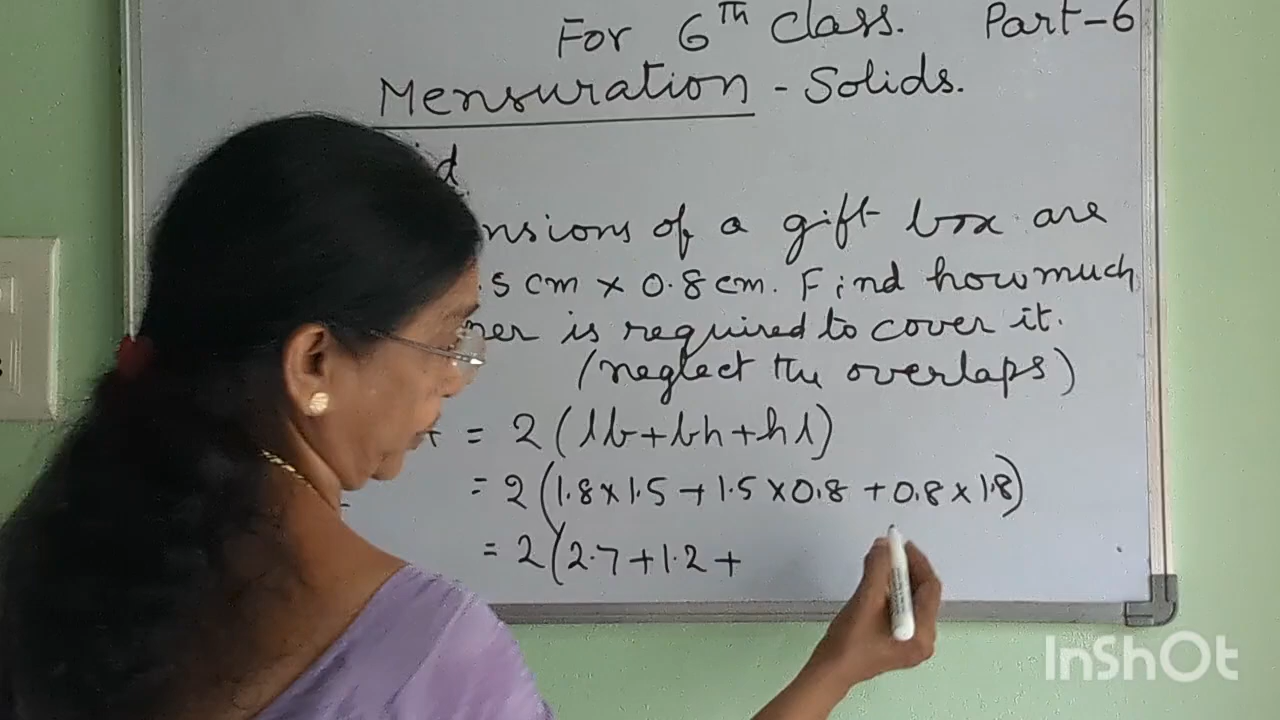 For 6TH Class. Part-6
Mensuration - Solids.
of a gift box are
cm × 0.8 cm. Find how much
is required to cover it.
(neglect the overlaps)
= 2 (lb+bh+hl)
= 2 (1.8×1.5 + 1.5×0.8 + 0.8×1.8)
= 2 (2.7+1.2+
InShOt